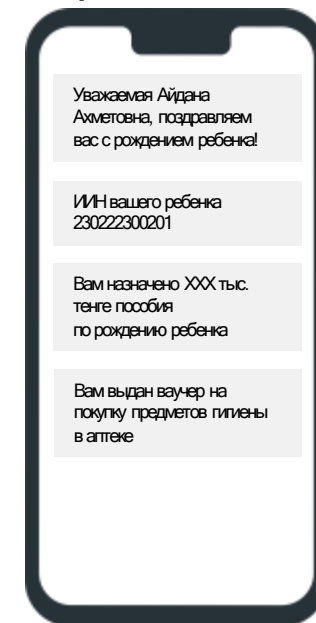 Уважаемая Айдана
Ахметовна, поздравляем
вас с рождением ребенка!
ИИН вашего ребенка
230222300201
Вам назначено XXX тыс.
тенге пособия
по рождению ребенка
Вам выдан ваучер на
покупку предметов гигиены
в аптеке